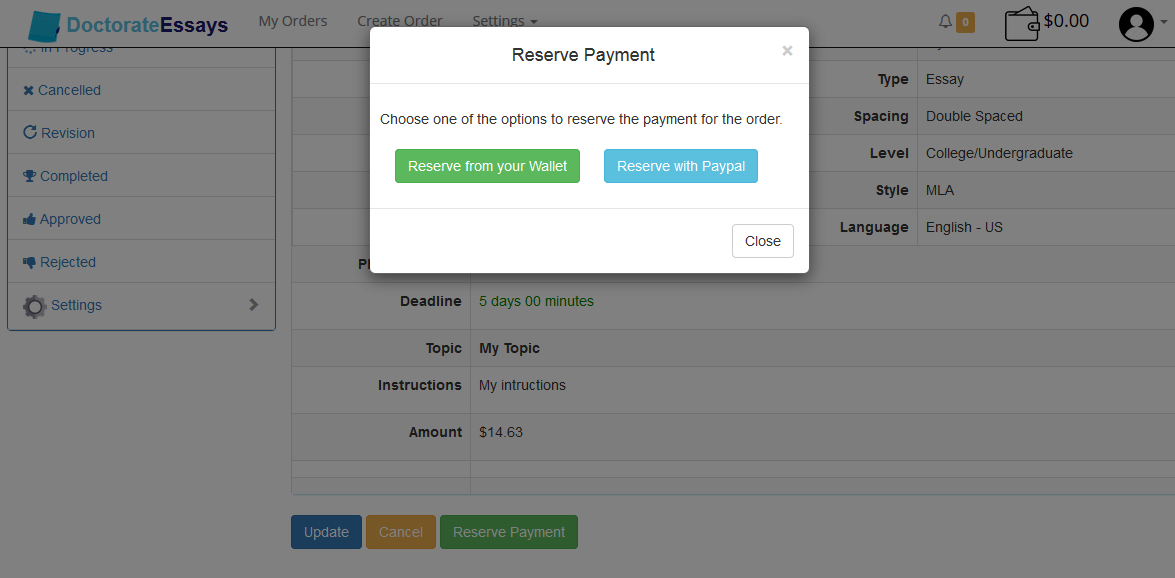 DoctorateEssays
My Orders
Create Order
Settings
0
$0.00
In Progress
Cancelled
Revision
Completed
Approved
Rejected
Settings
Reserve Payment
×
Choose one of the options to reserve the payment for the order.
Reserve from your Wallet
Reserve with Paypal
Close
Type Essay
Spacing Double Spaced
Level College/Undergraduate
Style MLA
Language English - US
Deadline 5 days 00 minutes
Topic My Topic
Instructions My intructions
Amount $14.63
Update
Cancel
Reserve Payment